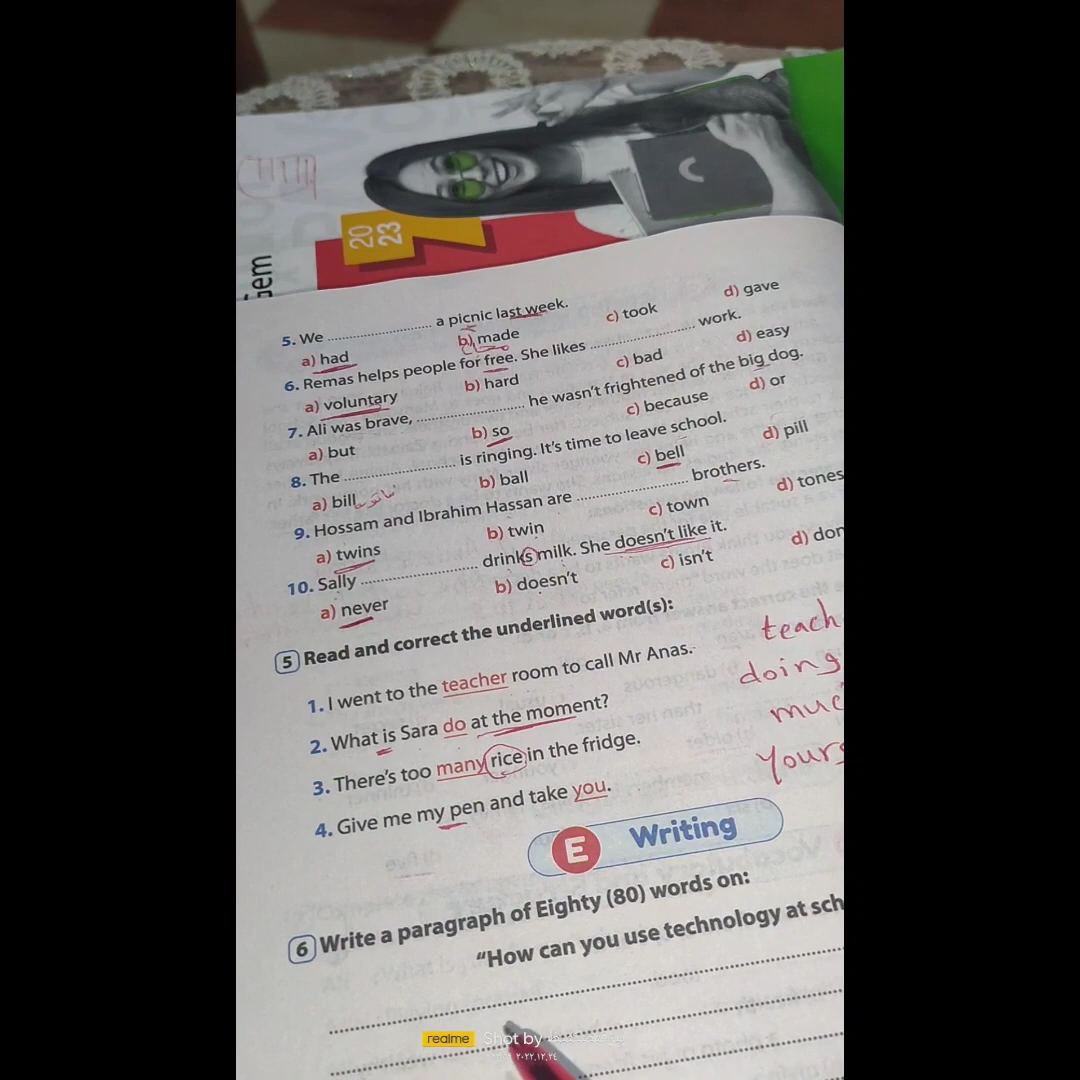 20
23
Gem
5. We .................... a picnic last week.
a) had b) made c) took d) gave
6. Remas helps people for free. She likes .................... work.
a) voluntary b) hard c) bad d) easy
7. Ali was brave, .................... he wasn't frightened of the big dog.
a) but b) so c) because d) or
8. The .................... is ringing. It's time to leave school.
a) bill b) ball c) bell d) pill
9. Hossam and Ibrahim Hassan are .................... brothers.
a) twins b) twin c) town d) tones
10. Sally .................... drinks milk. She doesn't like it.
a) never b) doesn't c) isn't d) don
5 Read and correct the underlined word(s):
1. I went to the teacher room to call Mr Anas. teach
2. What is Sara do at the moment? doing
3. There's too many rice in the fridge. muc
4. Give me my pen and take you. yours
E Writing
6 Write a paragraph of Eighty (80) words on:
"How can you use technology at sch
realme Shot by